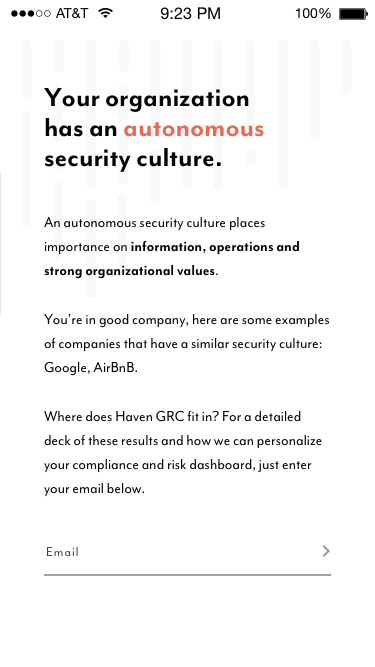 AT&T 9:23 PM 100%
Your organization
has an autonomous
security culture.
An autonomous security culture places
importance on information, operations and
strong organizational values.
You're in good company, here are some examples
of companies that have a similar security culture:
Google, AirBnB.
Where does Haven GRC fit in? For a detailed
deck of these results and how we can personalize
your compliance and risk dashboard, just enter
your email below.
Email